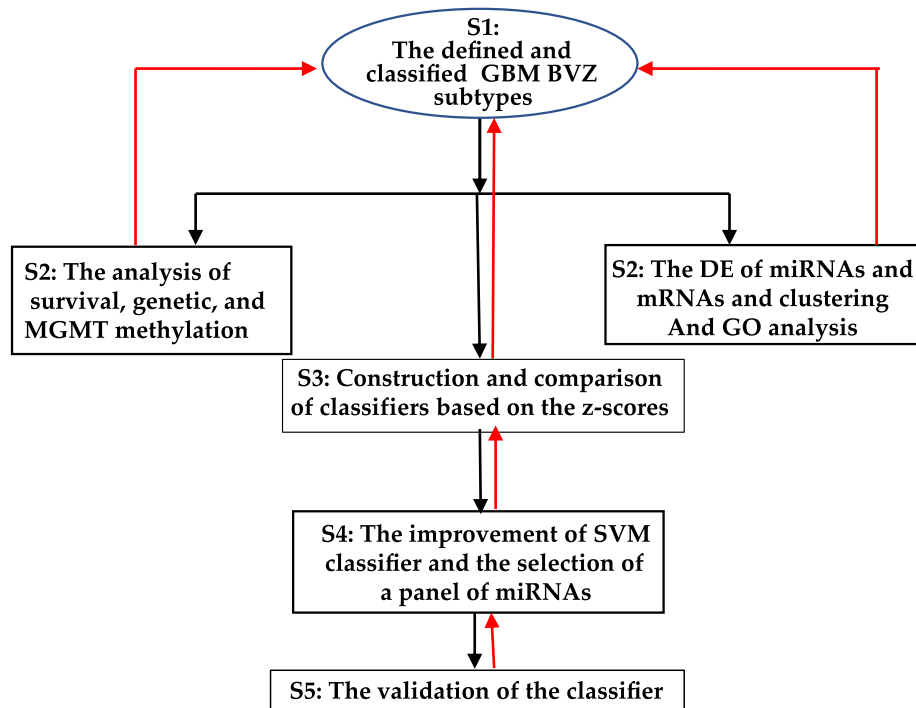 S1:
The defined and
classified GBM BVZ
subtypes
S2: The analysis of
survival, genetic, and
MGMT methylation
S2: The DE of miRNAs and
mRNAs and clustering
And GO analysis
S3: Construction and comparison
of classifiers based on the z-scores
S4: The improvement of SVM
classifier and the selection of
a panel of miRNAs
S5: The validation of the classifier